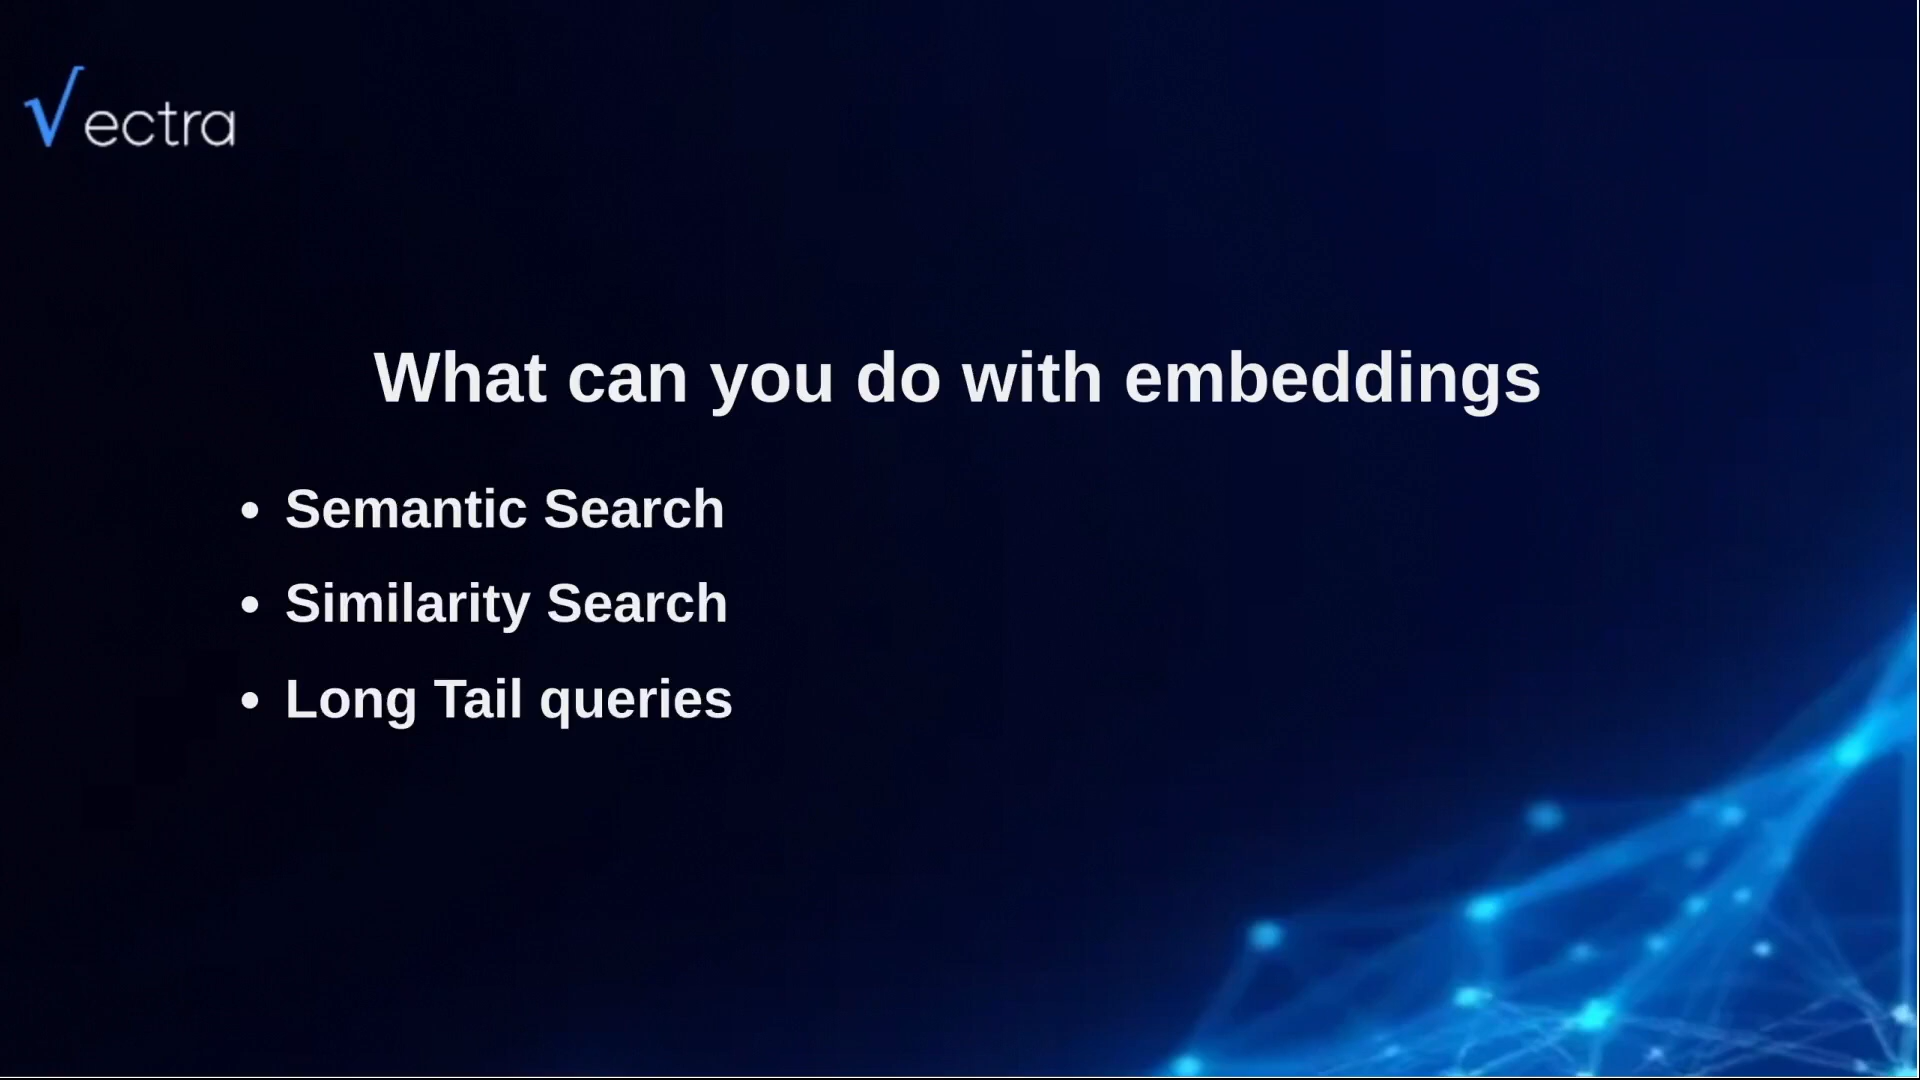 Vectra
What can you do with embeddings
• Semantic Search
• Similarity Search
• Long Tail queries